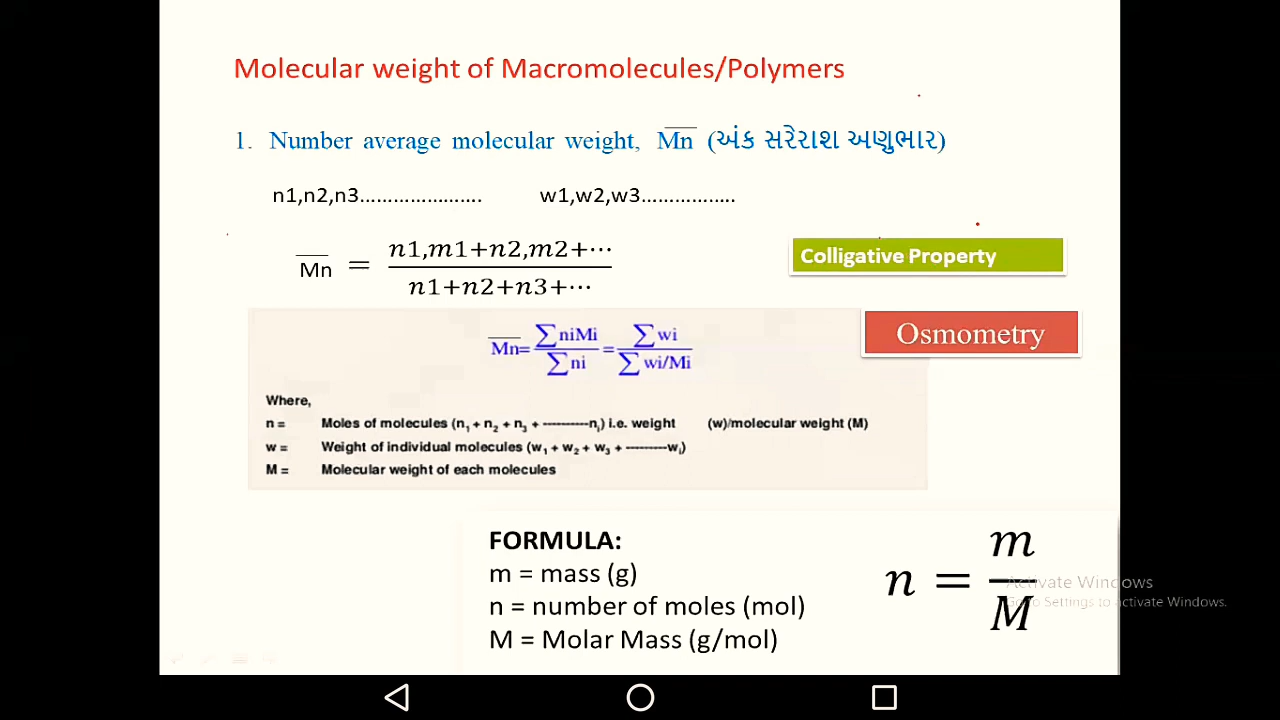 Molecular weight of Macromolecules/Polymers
1. Number average molecular weight, M̅n̅ (અંક સરેરાશ અણુભાર)
n1,n2,n3...................... w1,w2,w3................
M̅n̅ = (n1,m1+n2,m2+⋯)/(n1+n2+n3+⋯)
Colligative Property
Osmometry
M̅n̅= ∑niMi/∑ni = ∑wi/∑wi/Mi
Where,
n = Moles of molecules (n₁ + n₂ + n₃ + ----------nᵢ) i.e. weight (w)/molecular weight (M)
w = Weight of individual molecules (w₁ + w₂ + w₃ + ---------wᵢ)
M = Molecular weight of each molecules
FORMULA:
m = mass (g)
n = number of moles (mol)
M = Molar Mass (g/mol)
n = m/M
Activate Windows
Go to Settings to activate Windows.